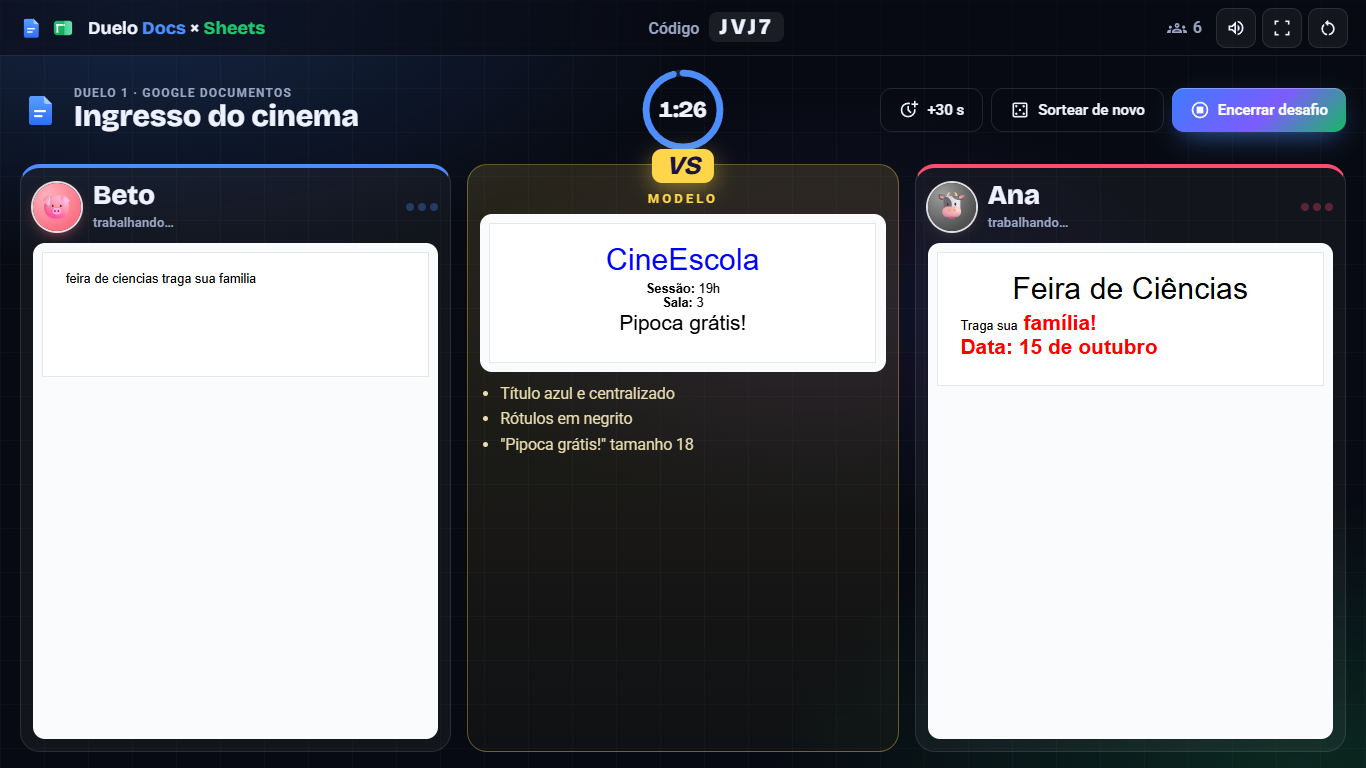 Duelo Docs × Sheets
Código JVJ7
6
DUELO 1 · GOOGLE DOCUMENTOS
Ingresso do cinema
1:26
+30 s
Sortear de novo
Encerrar desafio
Beto
trabalhando…
feira de ciencias traga sua familia
VS
MODELO
CineEscola
Sessão: 19h
Sala: 3
Pipoca grátis!
• Título azul e centralizado
• Rótulos em negrito
• "Pipoca grátis!" tamanho 18
Ana
trabalhando…
Feira de Ciências
Traga sua família!
Data: 15 de outubro